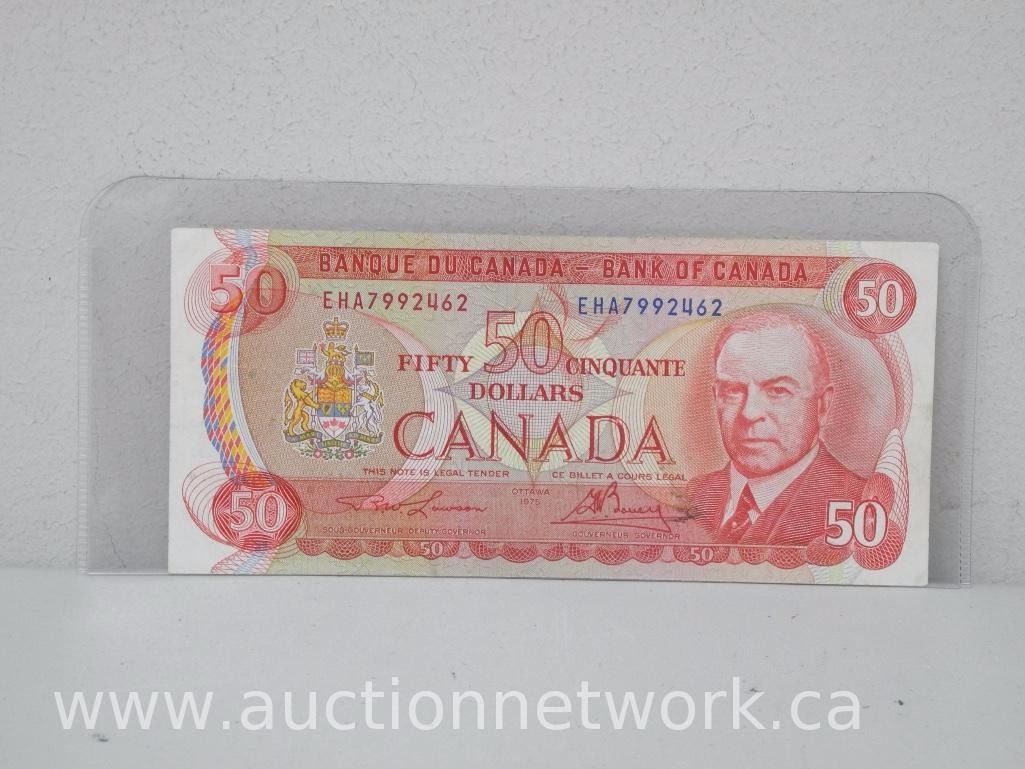 50 BANQUE DU CANADA – BANK OF CANADA 50
EHA7992462 EHA7992462
FIFTY 50 CINQUANTE
DOLLARS
CANADA
THIS NOTE IS LEGAL TENDER CE BILLET A COURS LEGAL
OTTAWA
1975
50 50
SOUS-GOUVERNEUR DEPUTY-GOVERNOR GOUVERNEUR GOVERNOR
50 50
www.auctionnetwork.ca